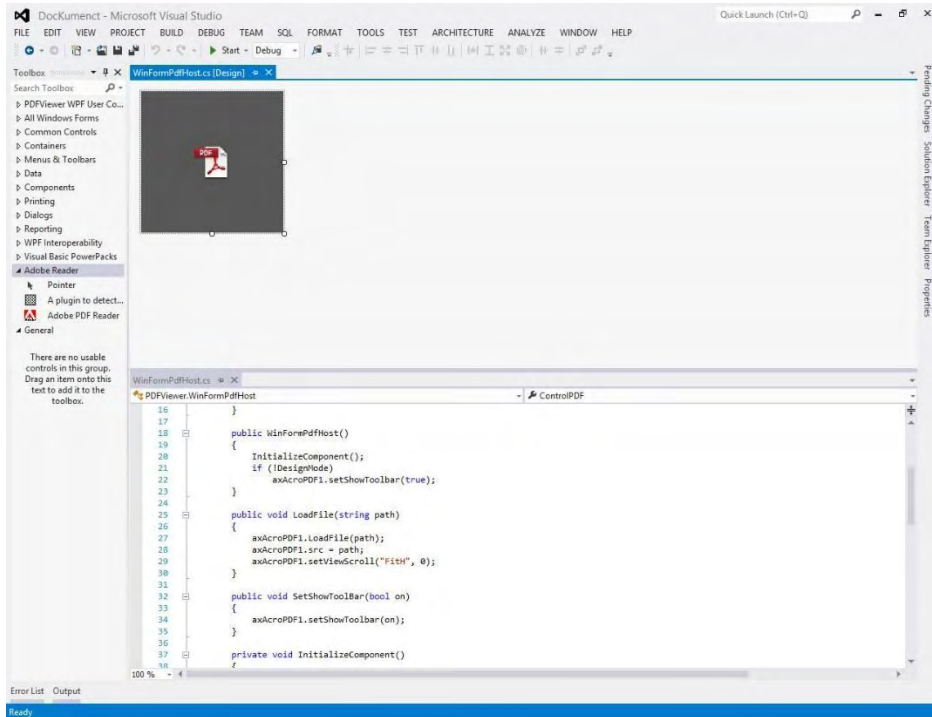 DocKumenct - Microsoft Visual Studio
Quick Launch (Ctrl+Q)
FILE EDIT VIEW PROJECT BUILD DEBUG TEAM SQL FORMAT TOOLS TEST ARCHITECTURE ANALYZE WINDOW HELP
Start - Debug
Toolbox
WinFormPdfHost.cs [Design]
Search Toolbox
PDFViewer WPF User Co...
All Windows Forms
Common Controls
Containers
Menus & Toolbars
Data
Components
Printing
Dialogs
Reporting
WPF Interoperability
Visual Basic PowerPacks
Adobe Reader
Pointer
A plugin to detect...
Adobe PDF Reader
General
There are no usable
controls in this group.
Drag an item onto this
text to add it to the
toolbox.
PDF
Pending Changes
Solution Explorer
Team Explorer
Properties
WinFormPdfHost.cs
PDFViewer.WinFormPdfHost
ControlPDF
16 }
17
18 public WinFormPdfHost()
19 {
20 InitializeComponent();
21 if (!DesignMode)
22 axAcroPDF1.setShowToolbar(true);
23 }
24
25 public void LoadFile(string path)
26 {
27 axAcroPDF1.LoadFile(path);
28 axAcroPDF1.src = path;
29 axAcroPDF1.setViewScroll("FitH", 0);
30 }
31
32 public void SetShowToolBar(bool on)
33 {
34 axAcroPDF1.setShowToolbar(on);
35 }
36
37 private void InitializeComponent()
38 {
100 %
Error List Output
Ready